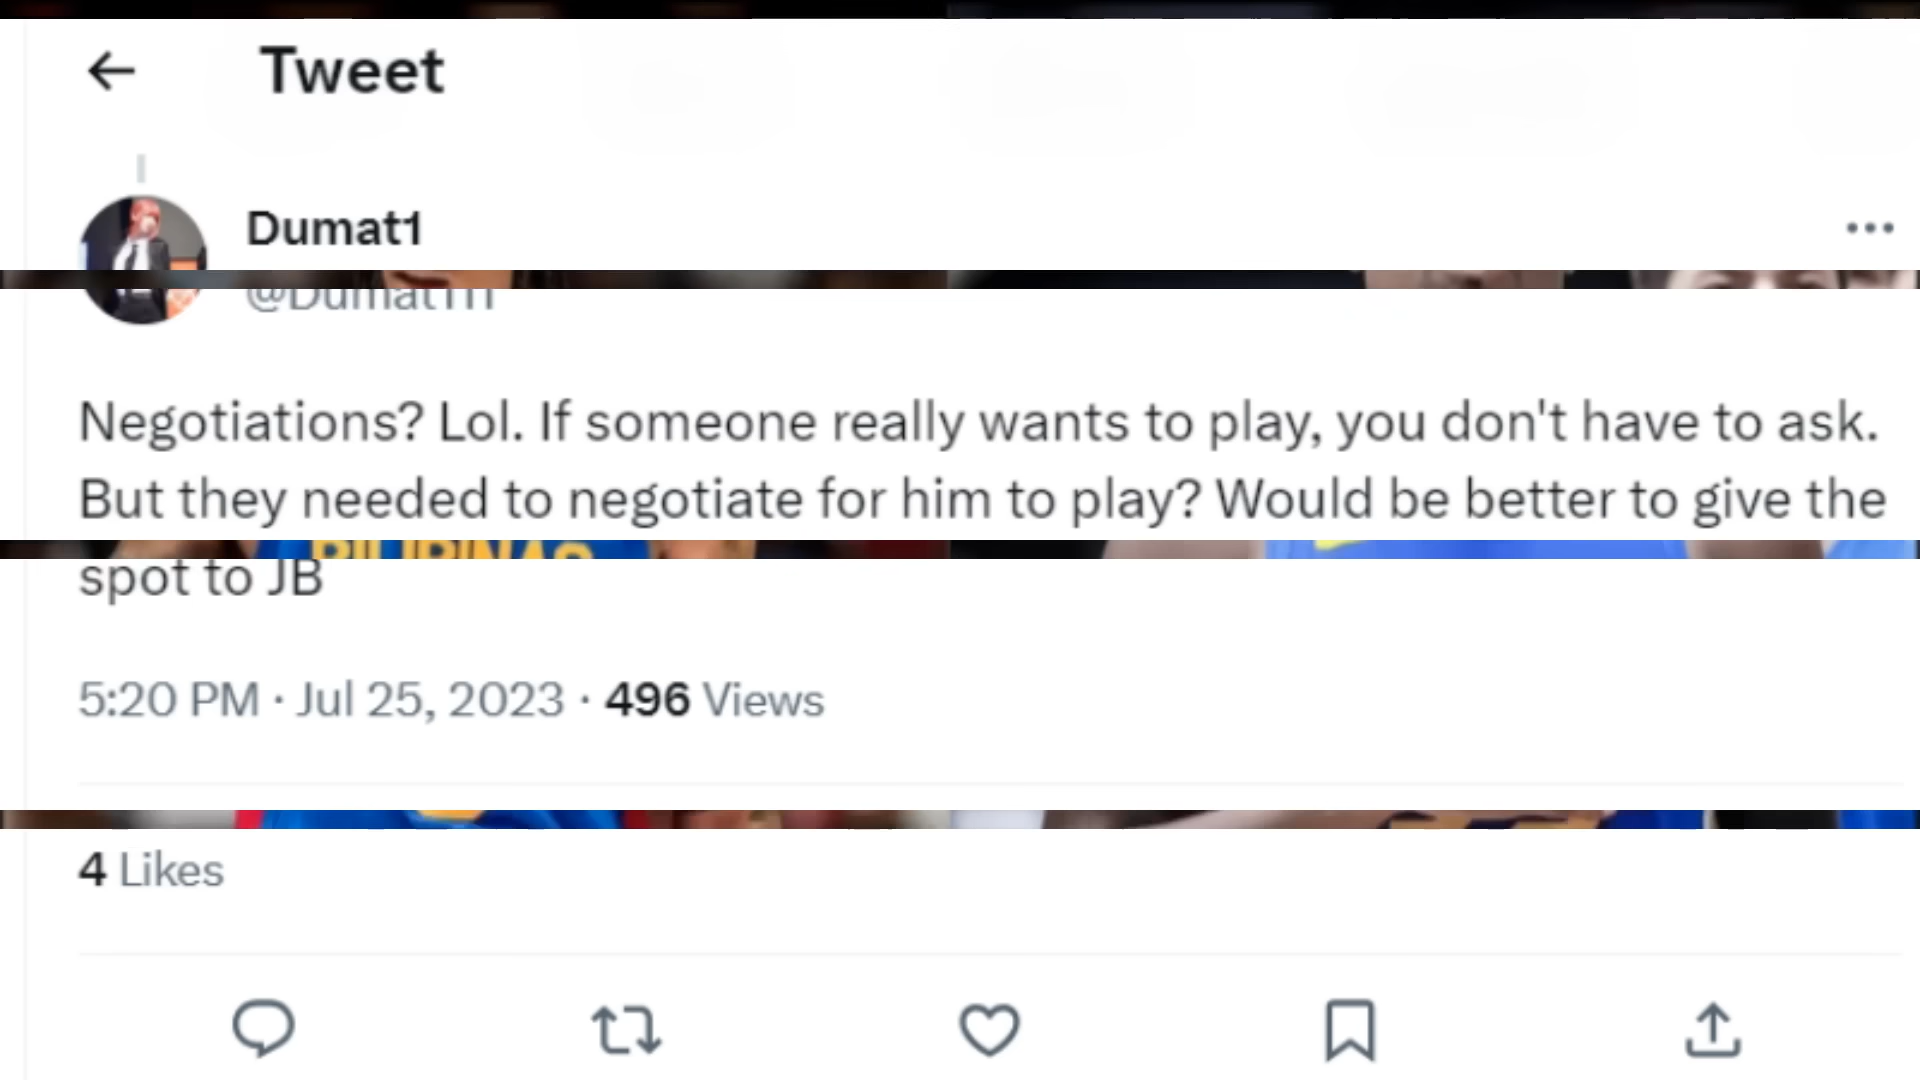 Tweet
Dumat1
Negotiations? Lol. If someone really wants to play, you don't have to ask.
But they needed to negotiate for him to play? Would be better to give the
PILIPINAS
spot to JB
5:20 PM · Jul 25, 2023 · 496 Views
4 Likes